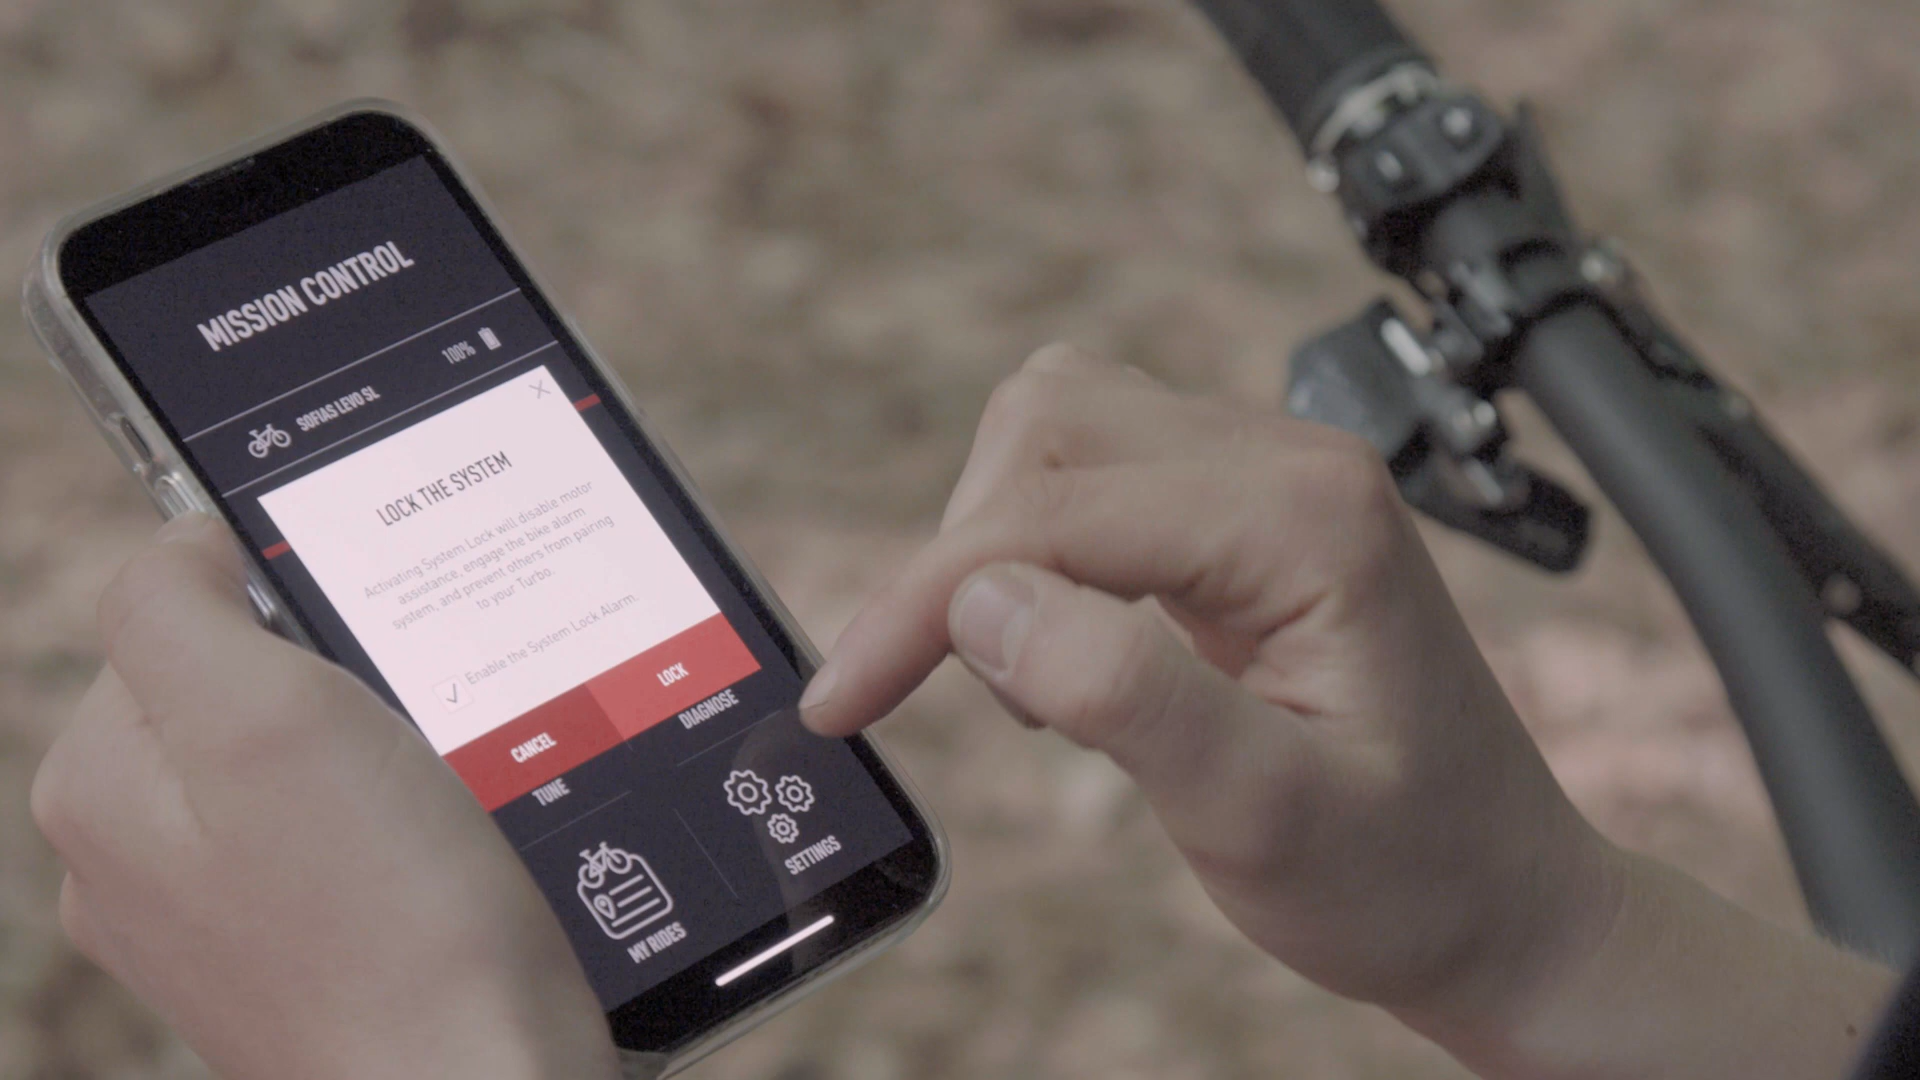 MISSION CONTROL
100%
SOFIAS LEVO SL
LOCK THE SYSTEM
Activating System Lock will disable motor
assistance, engage the bike alarm
system, and prevent others from pairing
to your Turbo.
Enable the System Lock Alarm.
CANCEL
LOCK
TUNE
DIAGNOSE
MY RIDES
SETTINGS